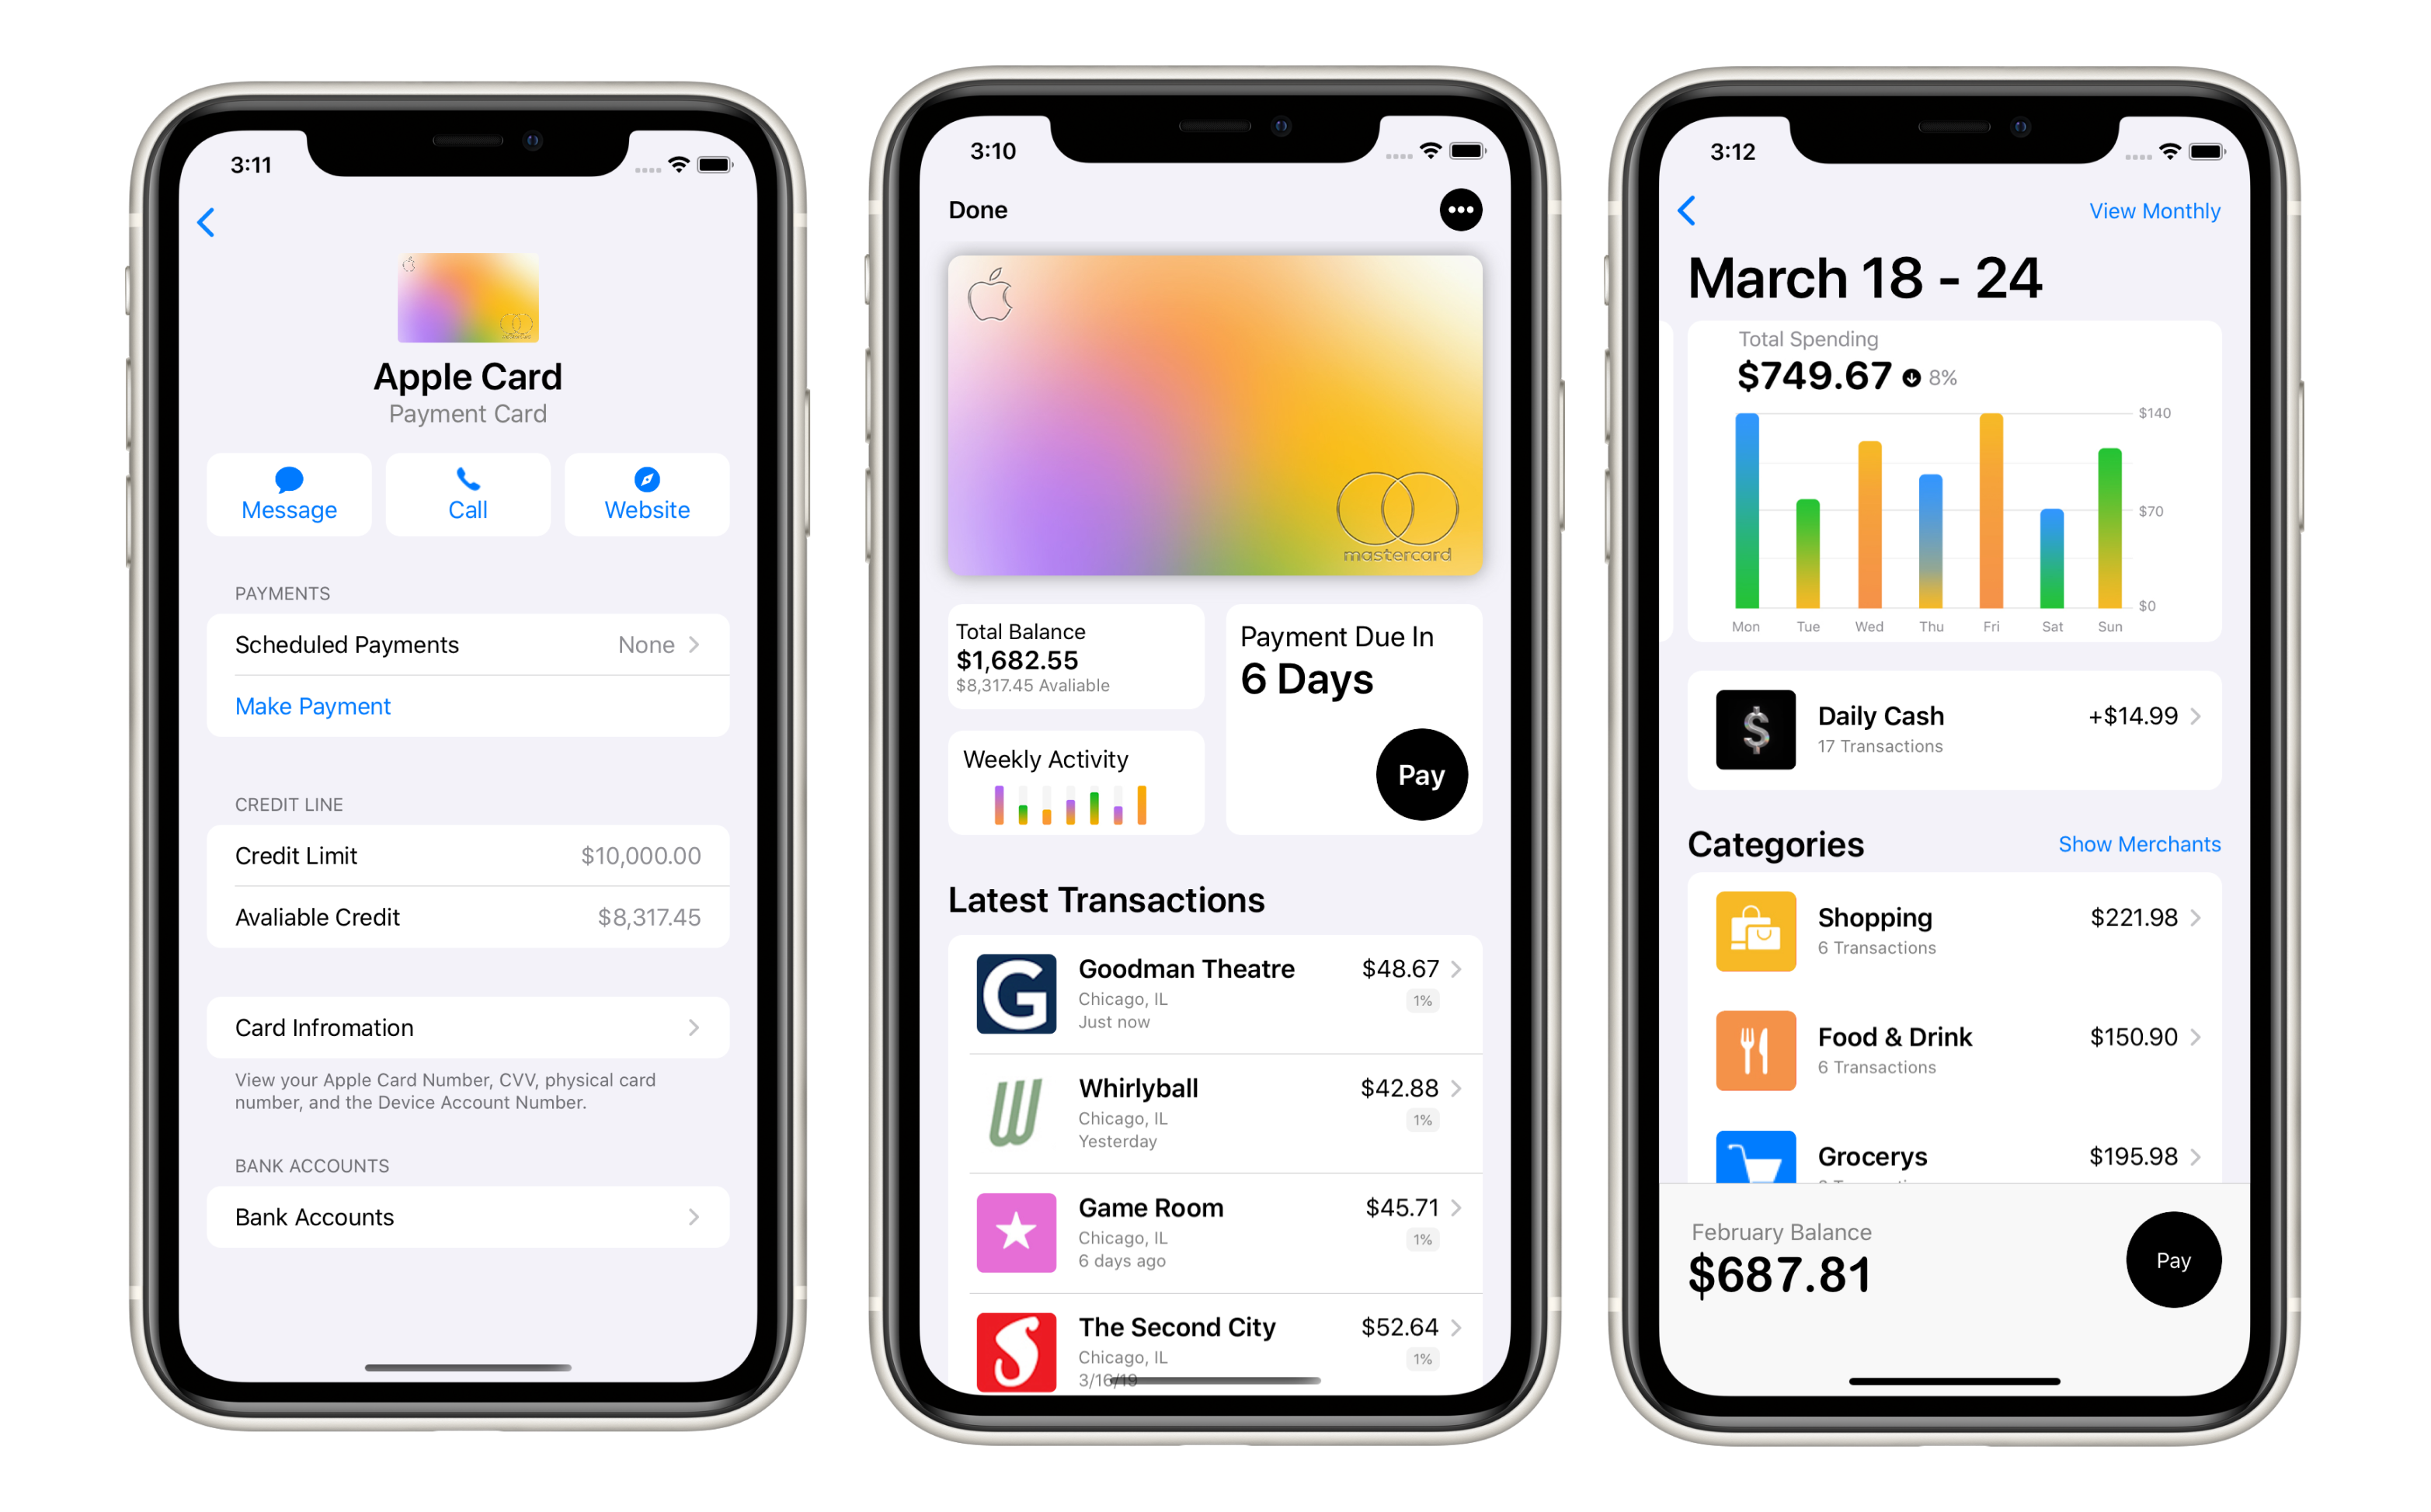 3:11
Apple Card
Payment Card
Message
Call
Website
PAYMENTS
Scheduled Payments None
Make Payment
CREDIT LINE
Credit Limit $10,000.00
Avaliable Credit $8,317.45
Card Infromation
View your Apple Card Number, CVV, physical card
number, and the Device Account Number.
BANK ACCOUNTS
Bank Accounts
3:10
Done
mastercard
Total Balance
$1,682.55
$8,317.45 Avaliable
Payment Due In
6 Days
Pay
Weekly Activity
Latest Transactions
G
Goodman Theatre $48.67
Chicago, IL 1%
Just now
W
Whirlyball $42.88
Chicago, IL 1%
Yesterday
Game Room $45.71
Chicago, IL 1%
6 days ago
S
The Second City $52.64
Chicago, IL 1%
3/16/19
3:12
View Monthly
March 18 - 24
Total Spending
$749.67 8%
$140
$70
$0
Mon Tue Wed Thu Fri Sat Sun
$
Daily Cash +$14.99
17 Transactions
Categories Show Merchants
Shopping $221.98
6 Transactions
Food & Drink $150.90
6 Transactions
Grocerys $195.98
February Balance
$687.81
Pay